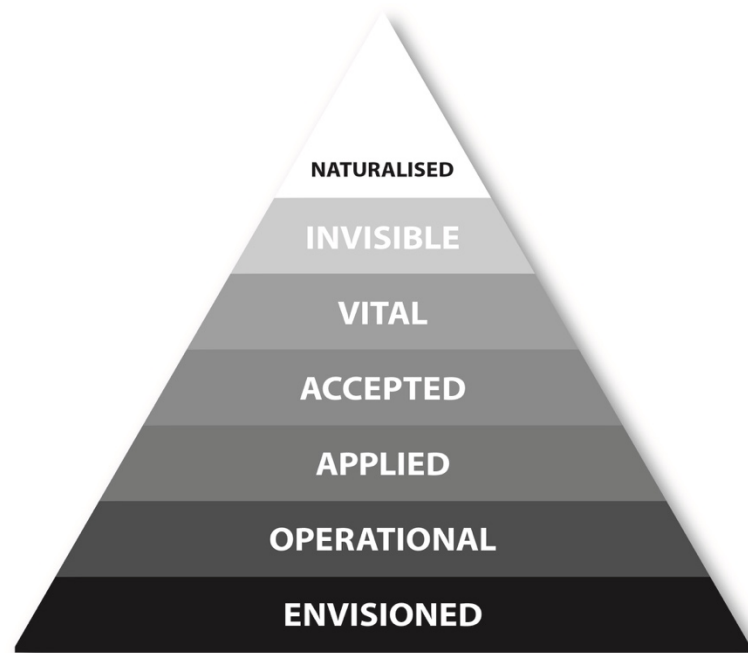 NATURALISED
INVISIBLE
VITAL
ACCEPTED
APPLIED
OPERATIONAL
ENVISIONED